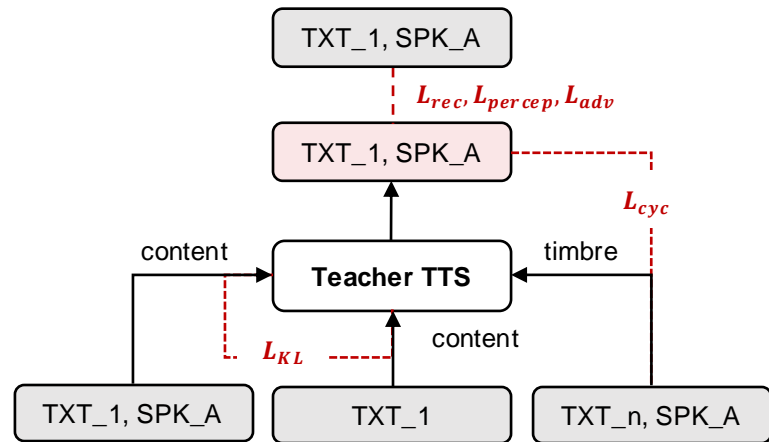 TXT_1, SPK_A
L_rec, L_percep, L_adv
TXT_1, SPK_A
L_cyc
content
timbre
Teacher TTS
content
L_KL
TXT_1, SPK_A
TXT_1
TXT_n, SPK_A